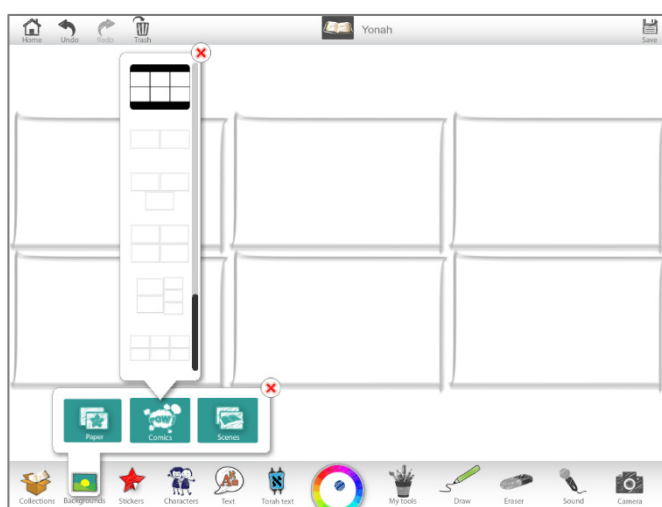 Home Undo Redo Trash Yonah Save
POW
Paper Comics Scenes
Collections Backgrounds Stickers Characters Text Torah text My tools Draw Eraser Sound Camera